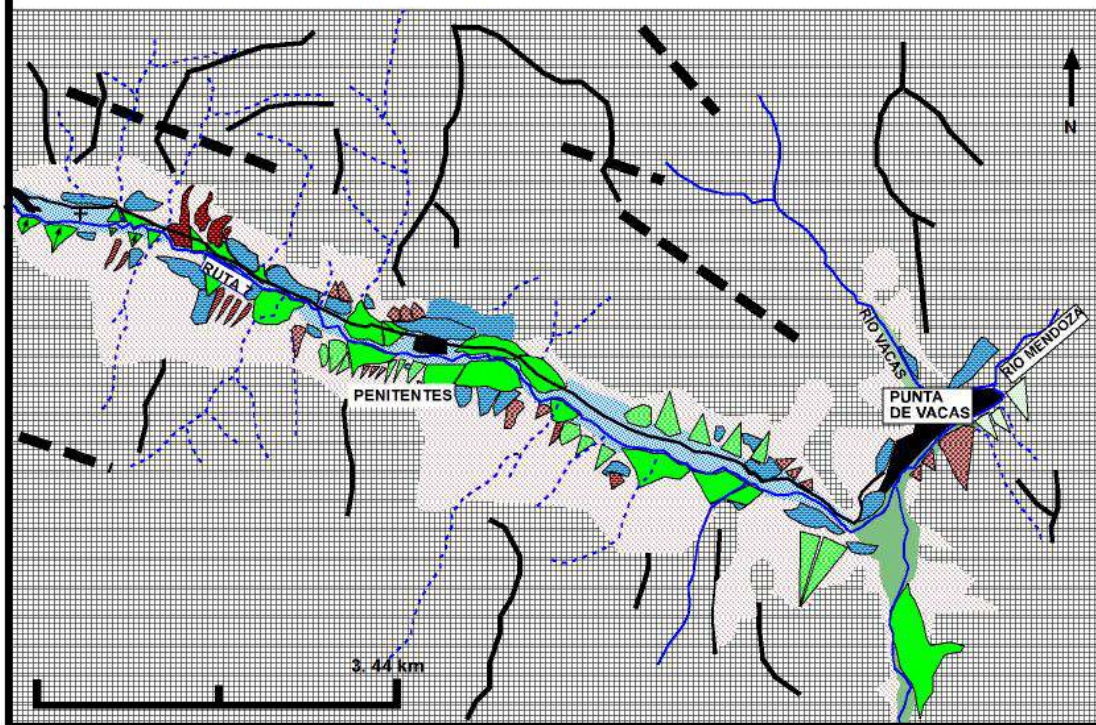 N
RUTA 7
RIO VACAS
RIO MENDOZA
PUNTA
DE VACAS
PENITENTES
3. 44 km